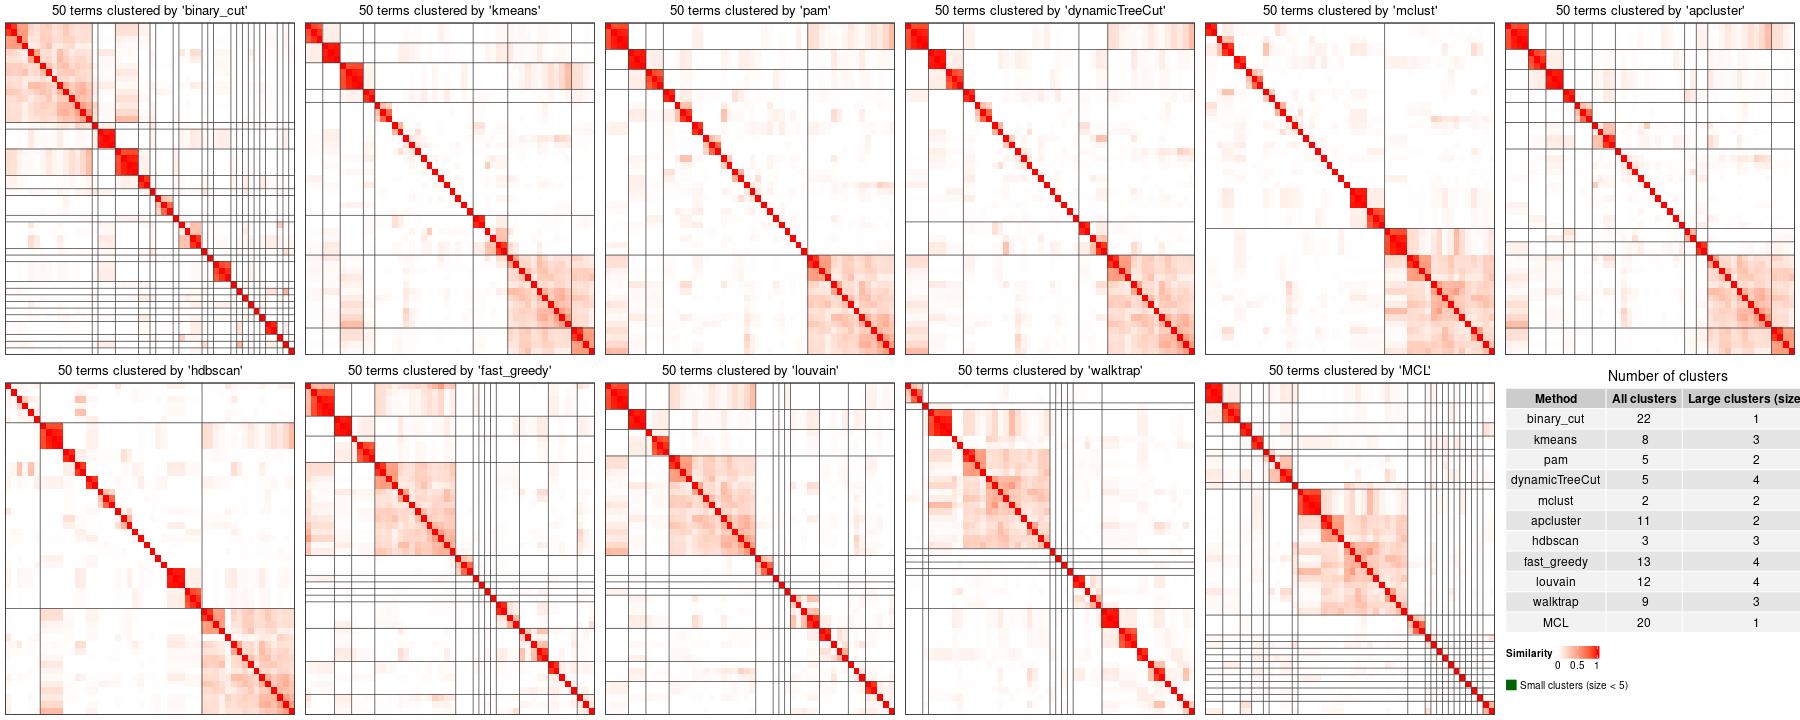 50 terms clustered by 'binary_cut'
50 terms clustered by 'kmeans'
50 terms clustered by 'pam'
50 terms clustered by 'dynamicTreeCut'
50 terms clustered by 'mclust'
50 terms clustered by 'apcluster'
50 terms clustered by 'hdbscan'
50 terms clustered by 'fast_greedy'
50 terms clustered by 'louvain'
50 terms clustered by 'walktrap'
50 terms clustered by 'MCL'
Number of clusters
Method All clusters Large clusters (size
binary_cut 22 1
kmeans 8 3
pam 5 2
dynamicTreeCut 5 4
mclust 2 2
apcluster 11 2
hdbscan 3 3
fast_greedy 13 4
louvain 12 4
walktrap 9 3
MCL 20 1
Similarity
0 0.5 1
Small clusters (size < 5)